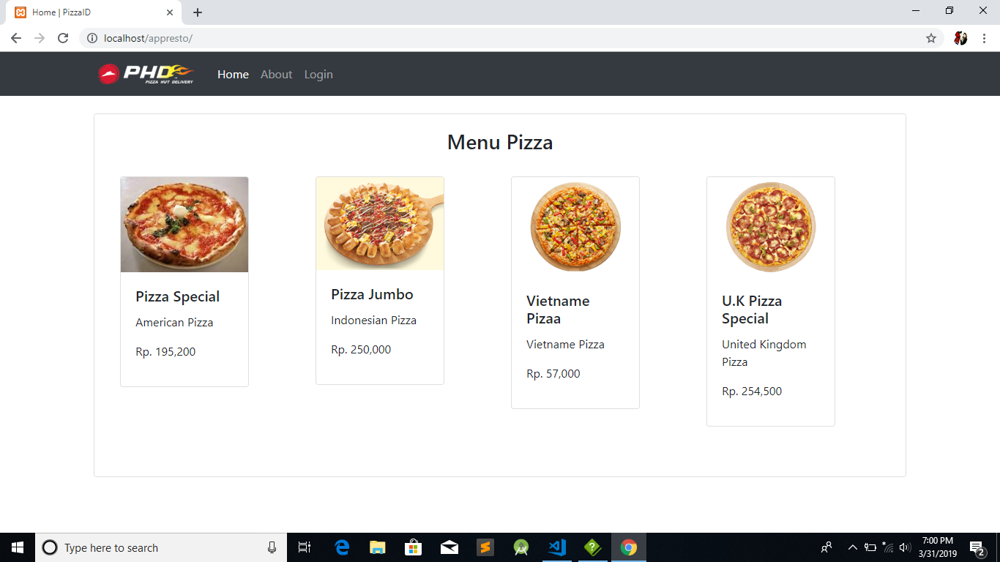 Home | PizzaID
localhost/appresto/
PHD
PIZZA HUT DELIVERY
Home About Login
Menu Pizza
Pizza Special
American Pizza
Rp. 195,200
Pizza Jumbo
Indonesian Pizza
Rp. 250,000
Vietname
Pizaa
Vietname Pizza
Rp. 57,000
U.K Pizza
Special
United Kingdom
Pizza
Rp. 254,500
Type here to search
7:00 PM
3/31/2019
2